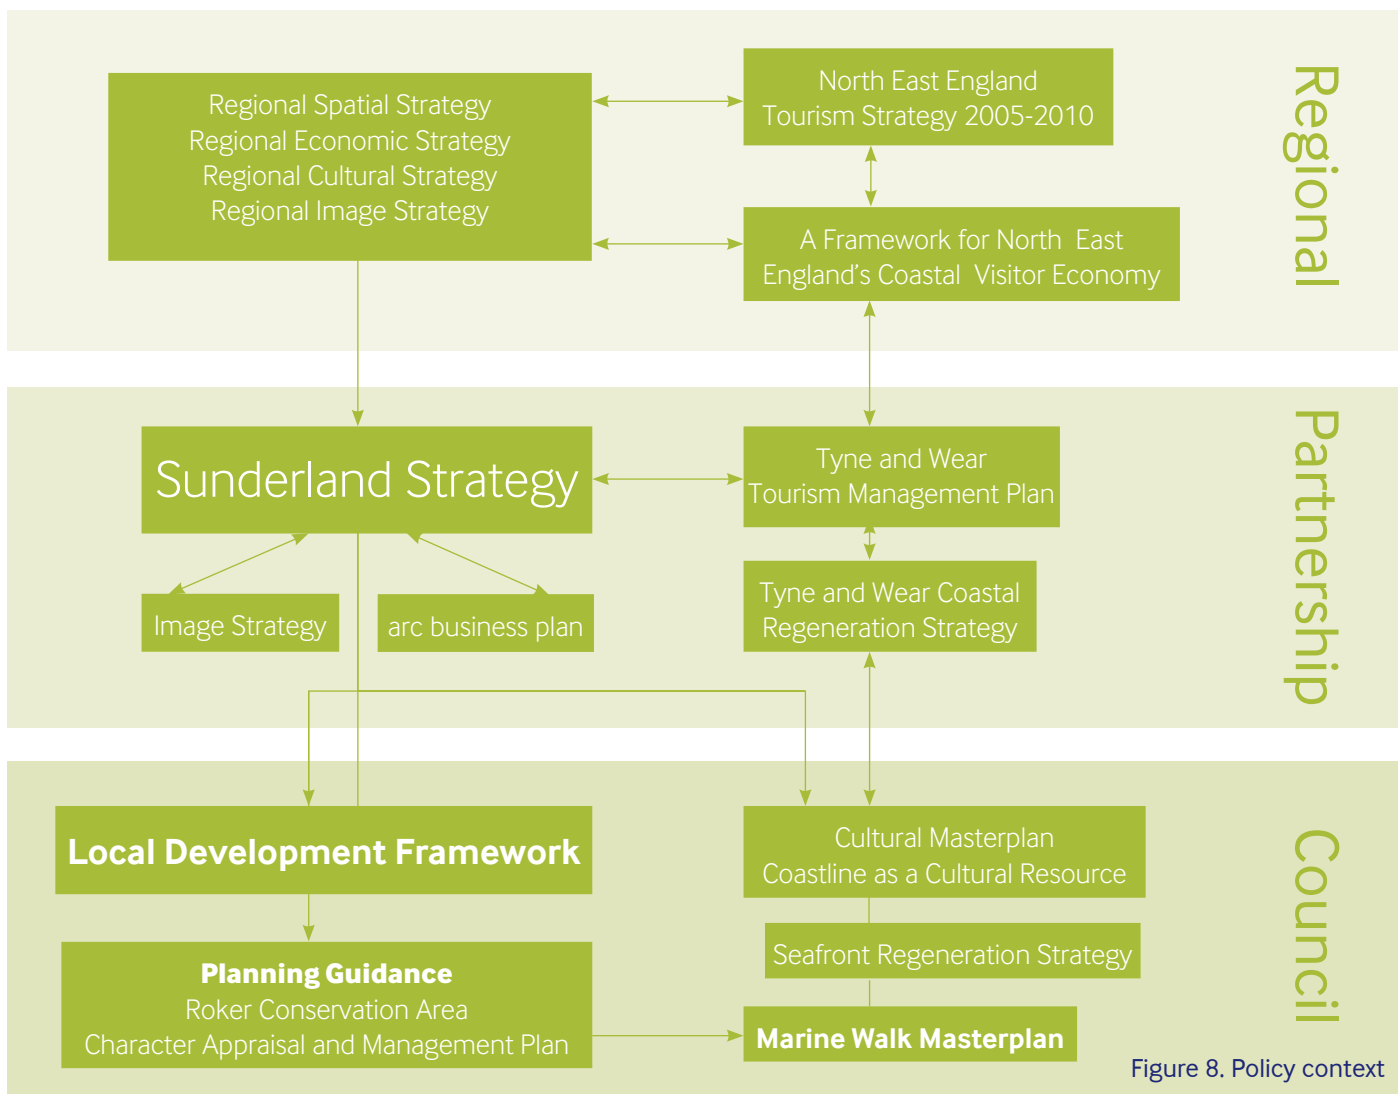 Regional Spatial Strategy
Regional Economic Strategy
Regional Cultural Strategy
Regional Image Strategy
North East England
Tourism Strategy 2005-2010
A Framework for North East
England's Coastal Visitor Economy
Regional
Sunderland Strategy
Tyne and Wear
Tourism Management Plan
Image Strategy
arc business plan
Tyne and Wear Coastal
Regeneration Strategy
Partnership
Local Development Framework
Cultural Masterplan
Coastline as a Cultural Resource
Seafront Regeneration Strategy
Planning Guidance
Roker Conservation Area
Character Appraisal and Management Plan
Marine Walk Masterplan
Council
Figure 8. Policy context